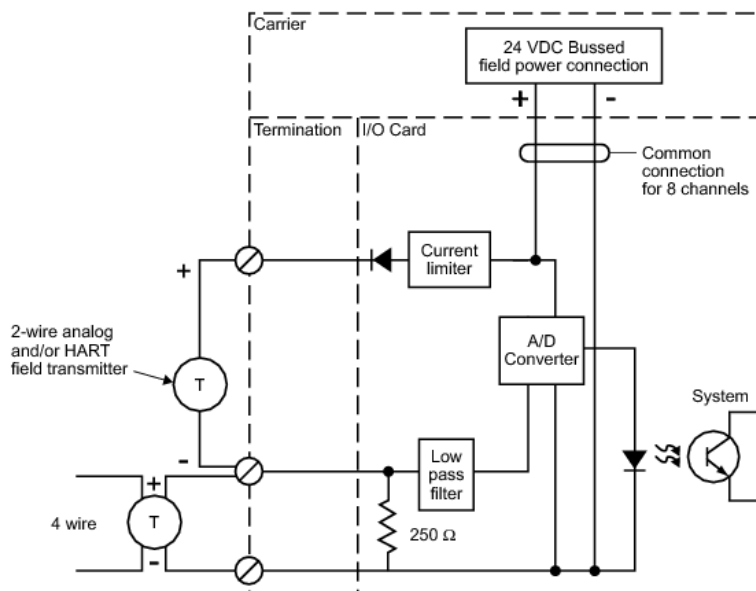 Carrier
24 VDC Bussed
field power connection
+
-
Termination
I/O Card
Common
connection
for 8 channels
+
Current
limiter
2-wire analog
and/or HART
field transmitter
T
A/D
Converter
System
-
Low
pass
filter
+
4 wire
T
-
250 Ω